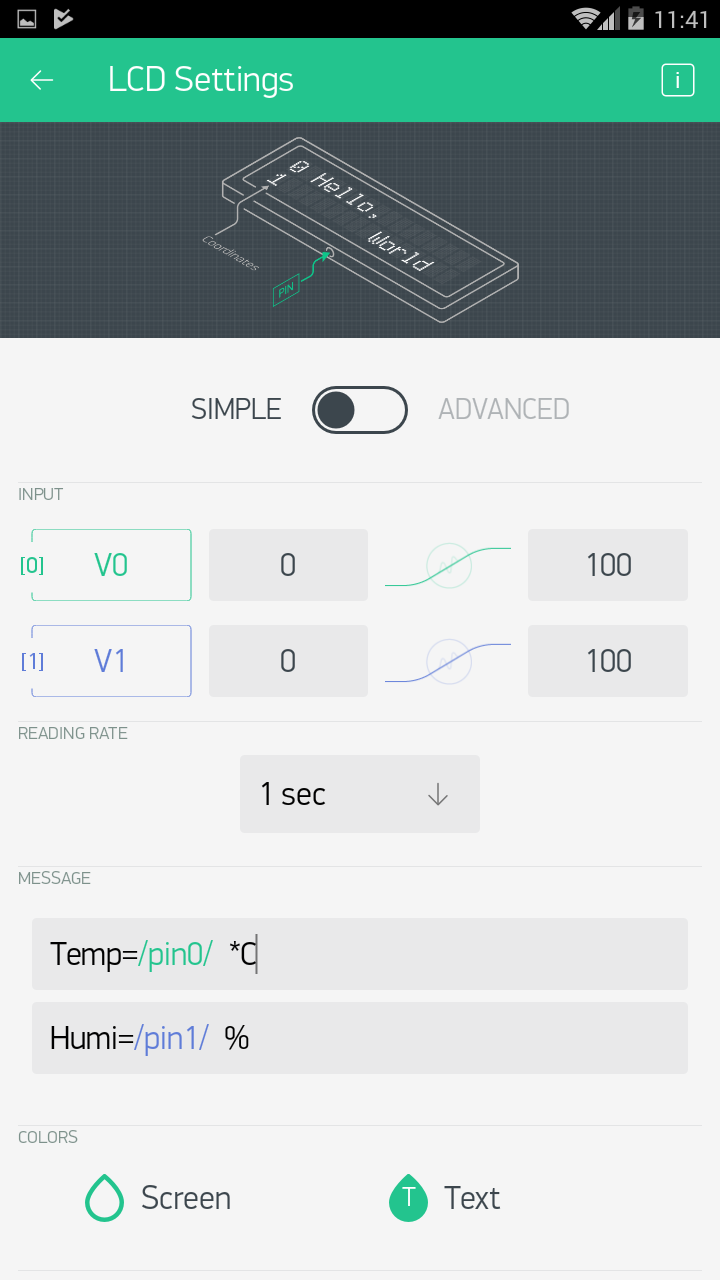 11:41
LCD Settings
i
0 Hello,
1 World
Coordinates
PIN
SIMPLE ADVANCED
INPUT
[0] V0 0 100
[1] V1 0 100
READING RATE
1 sec
MESSAGE
Temp=/pin0/ *C
Humi=/pin1/ %
COLORS
Screen T Text